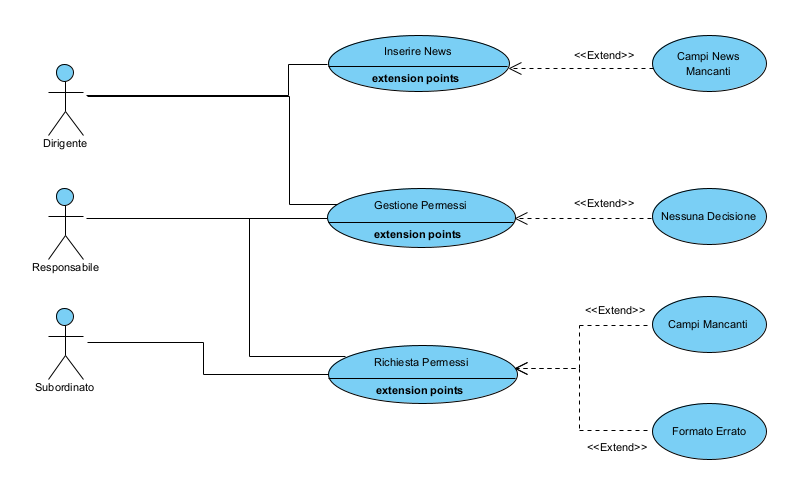 Inserire News
extension points
<<Extend>>
Campi News
Mancanti
Dirigente
Gestione Permessi
extension points
<<Extend>>
Nessuna Decisione
Responsabile
<<Extend>>
Campi Mancanti
Subordinato
Richiesta Permessi
extension points
Formato Errato
<<Extend>>